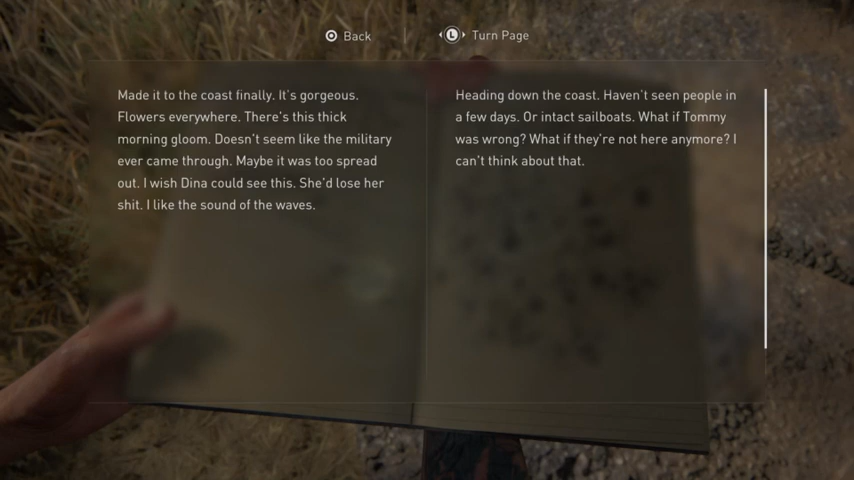 Back
Turn Page
Made it to the coast finally. It's gorgeous.
Flowers everywhere. There's this thick
morning gloom. Doesn't seem like the military
ever came through. Maybe it was too spread
out. I wish Dina could see this. She'd lose her
shit. I like the sound of the waves.
Heading down the coast. Haven't seen people in
a few days. Or intact sailboats. What if Tommy
was wrong? What if they're not here anymore? I
can't think about that.